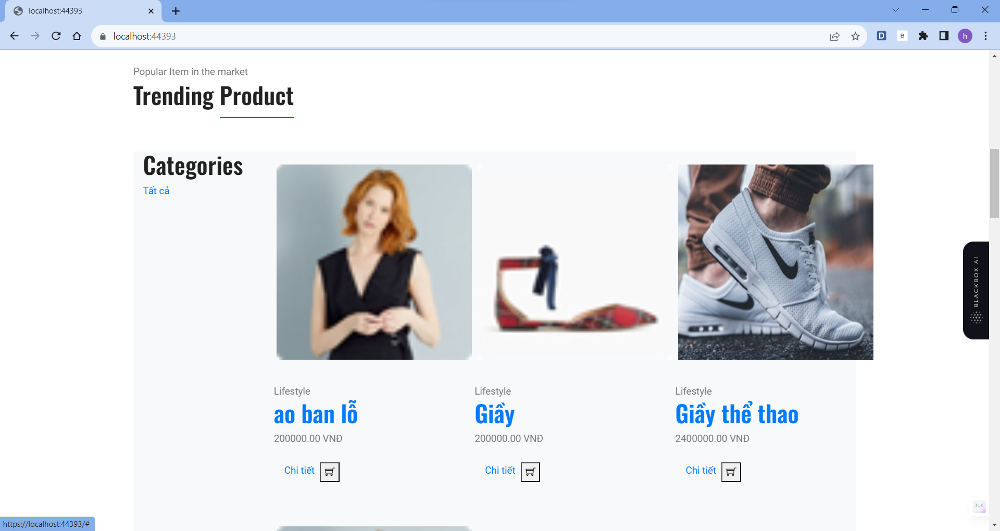 localhost:44393
localhost:44393
h
Popular Item in the market
Trending Product
Categories
Tất cả
BLACKBOX AI
Lifestyle
ao ban lỗ
200000.00 VNĐ
Chi tiết
Lifestyle
Giầy
200000.00 VNĐ
Chi tiết
Lifestyle
Giầy thể thao
2400000.00 VNĐ
Chi tiết
https://localhost:44393/#